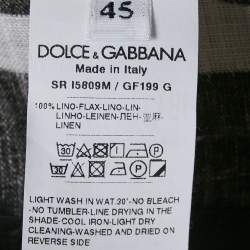 45
DOLCE & GABBANA
Made in Italy
SR I5609M / GF199 G
100% LINO-FLAX-LINO-LIN-
LINHO-LEINEN-ЛЕН-
LINEN
LIGHT WASH IN WAT.30°-NO BLEACH
-NO TUMBLER-LINE DRYING IN THE
SHADE-COOL IRON-LIGHT DRY
CLEANING-WASHED AND DRIED ON
REVERSE SIDE